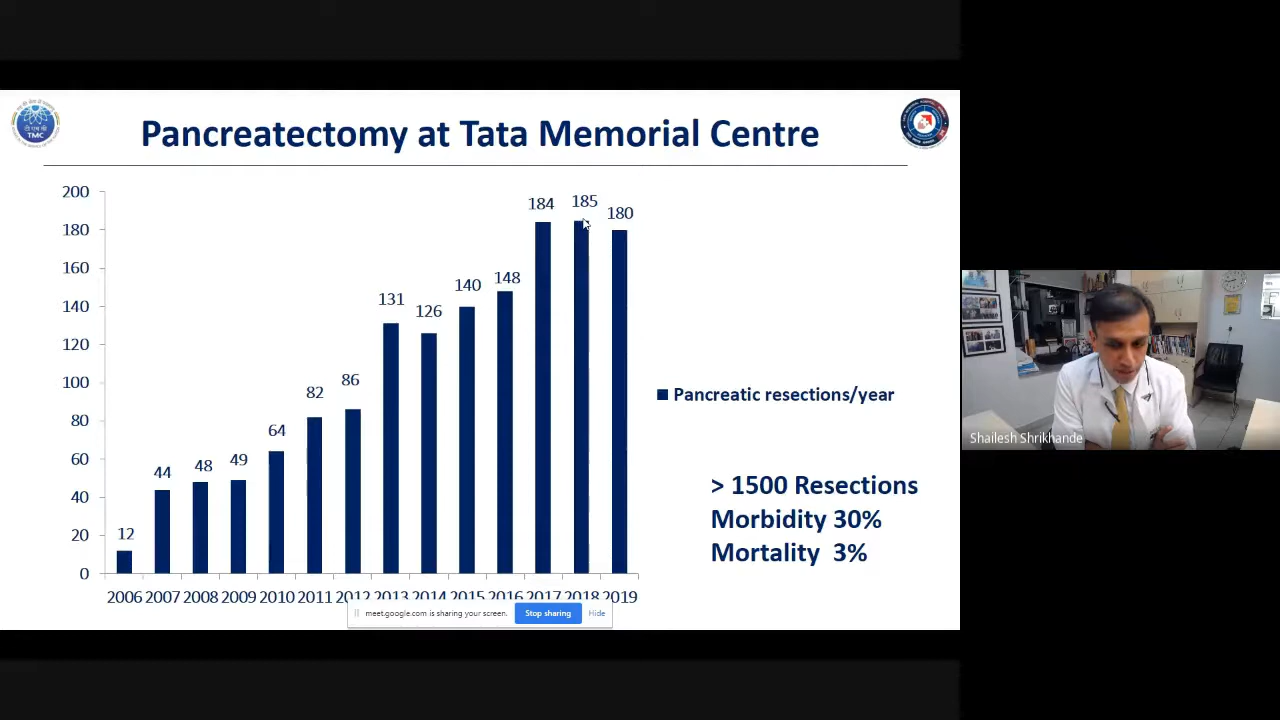 TMC
Pancreatectomy at Tata Memorial Centre
200
180
160
140
120
100
80
60
40
20
0
12
44
48
49
64
82
86
131
126
140
148
184
185
180
2006 2007 2008 2009 2010 2011 2012 2013 2014 2015 2016 2017 2018 2019
Pancreatic resections/year
> 1500 Resections
Morbidity 30%
Mortality 3%
meet.google.com is sharing your screen.
Stop sharing
Hide
Shailesh Shrikhande